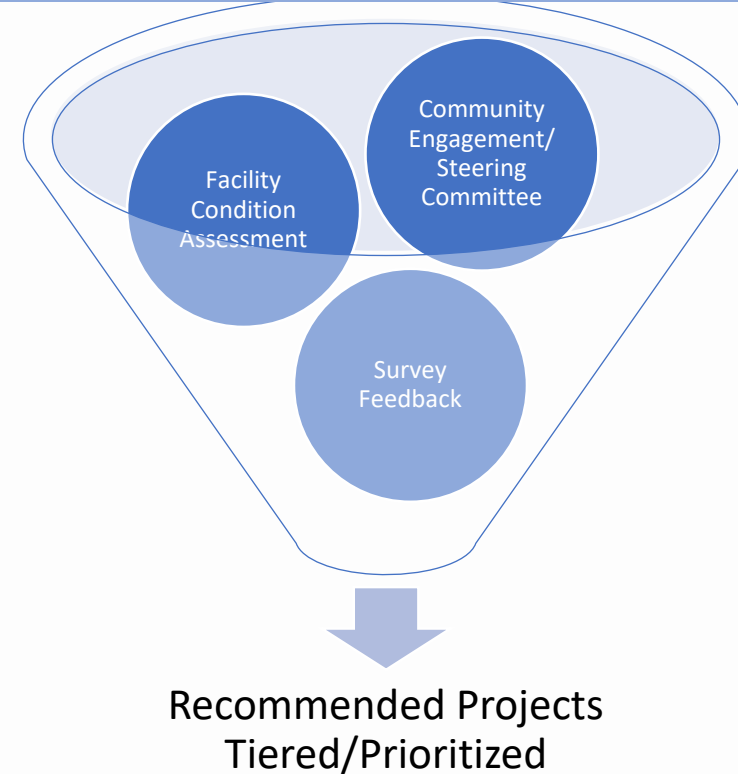 Community
Engagement/
Steering
Committee
Facility
Condition
Assessment
Survey
Feedback
Recommended Projects
Tiered/Prioritized